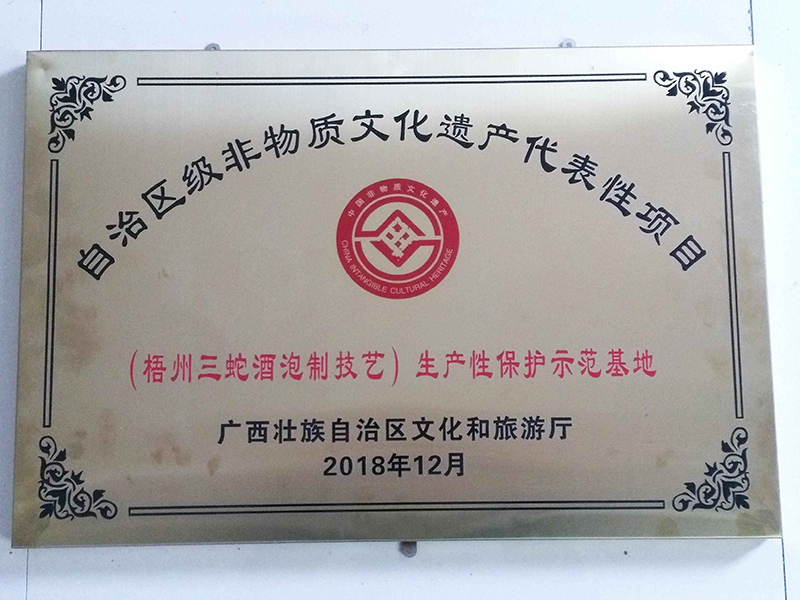 自治区级非物质文化遗产代表性项目
中国非物质文化遗产
CHINA INTANGIBLE CULTURAL HERITAGE
（梧州三蛇酒泡制技艺）生产性保护示范基地
广西壮族自治区文化和旅游厅
2018年12月